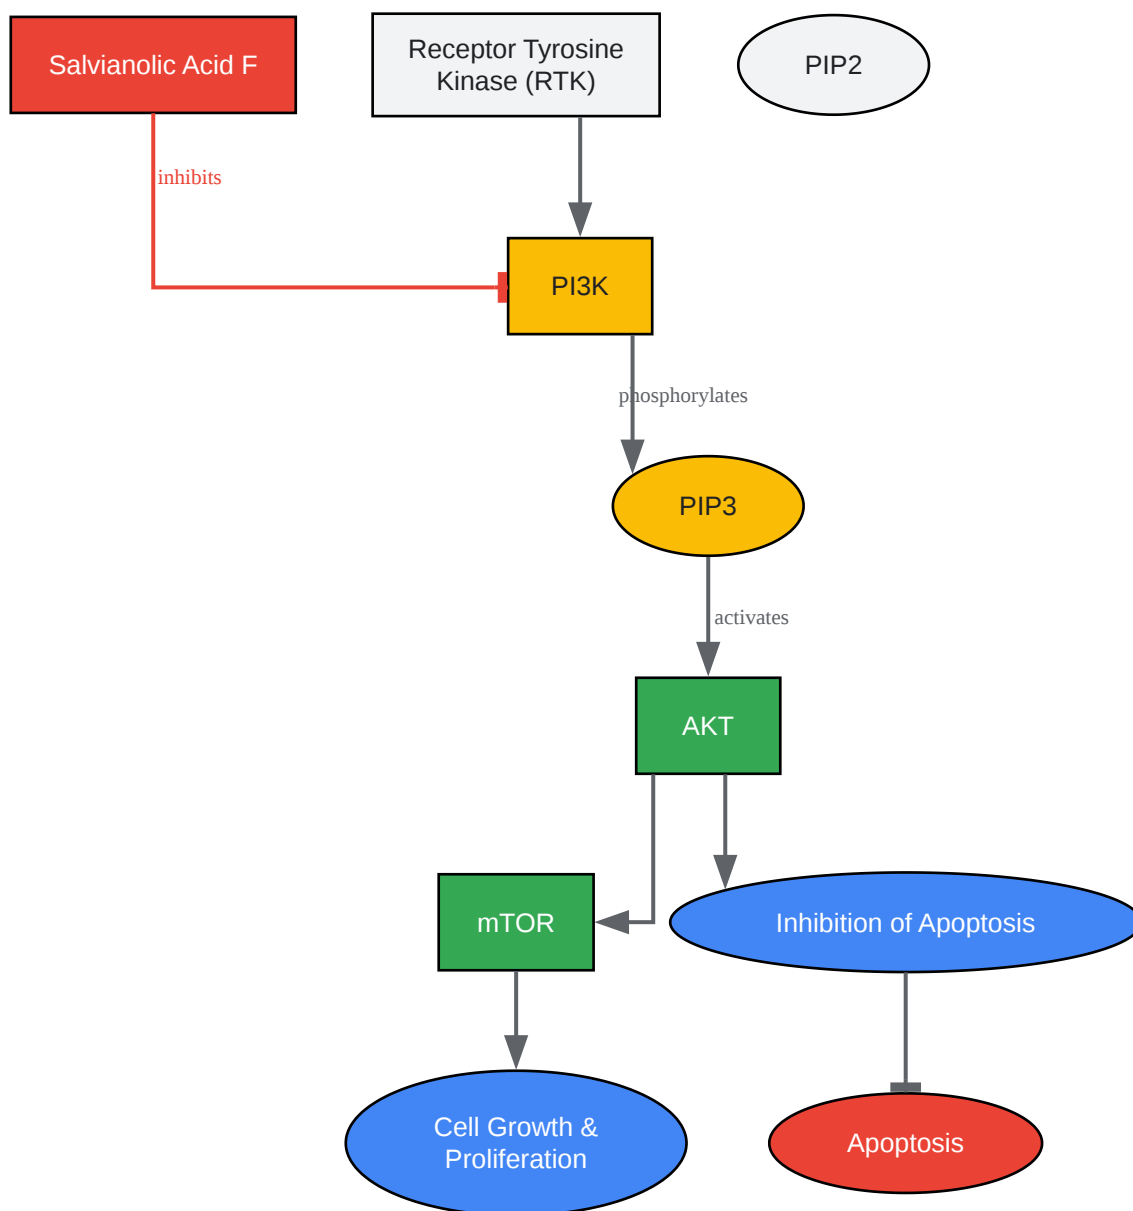 Salvianolic Acid F
Receptor Tyrosine
Kinase (RTK)
PIP2
inhibits
PI3K
phosphorylates
PIP3
activates
AKT
mTOR
Inhibition of Apoptosis
Cell Growth &
Proliferation
Apoptosis